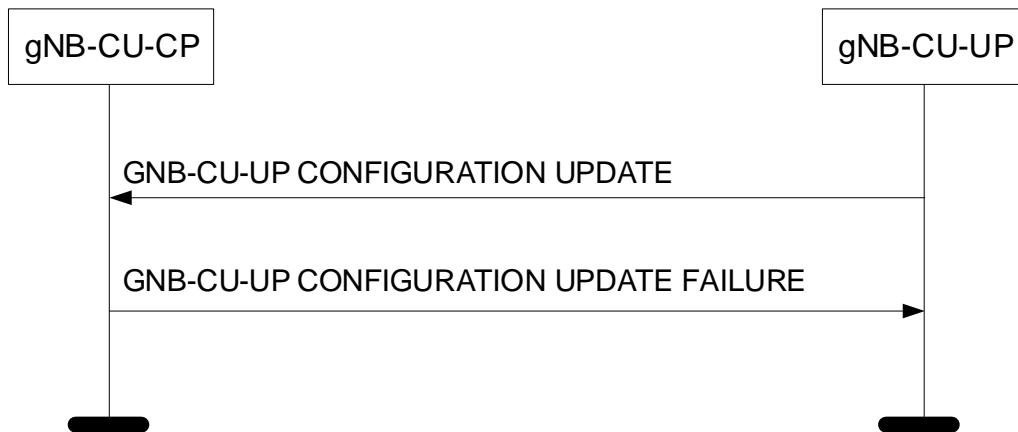 gNB-CU-CP
gNB-CU-UP
GNB-CU-UP CONFIGURATION UPDATE
GNB-CU-UP CONFIGURATION UPDATE FAILURE